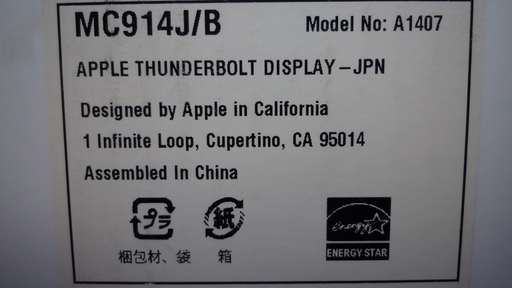 MC914J/B Model No: A1407
APPLE THUNDERBOLT DISPLAY–JPN
Designed by Apple in California
1 Infinite Loop, Cupertino, CA 95014
Assembled In China
プラ 紙 energy
ENERGY STAR
梱包材、袋 箱